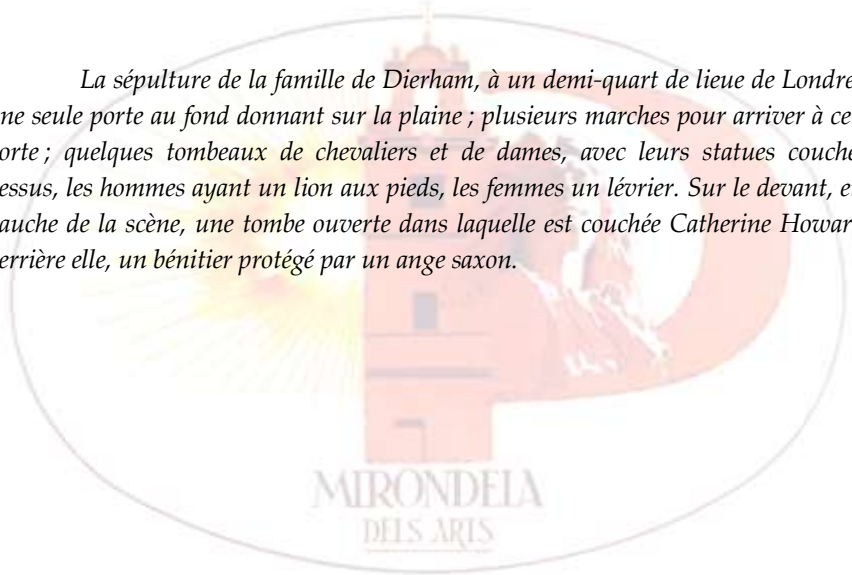 La sépulture de la famille de Dierham, à un demi-quart de lieue de Londre
ne seule porte au fond donnant sur la plaine ; plusieurs marches pour arriver à ce
orte ; quelques tombeaux de chevaliers et de dames, avec leurs statues couché
essus, les hommes ayant un lion aux pieds, les femmes un lévrier. Sur le devant, e
auche de la scène, une tombe ouverte dans laquelle est couchée Catherine Howar
errière elle, un bénitier protégé par un ange saxon.
MIRONDELA
DELS ARTS